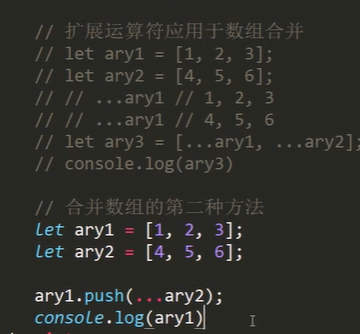 // 扩展运算符应用于数组合并
// let ary1 = [1, 2, 3];
// let ary2 = [4, 5, 6];
// // ...ary1 // 1, 2, 3
// // ...ary1 // 4, 5, 6
// let ary3 = [...ary1, ...ary2];
// console.log(ary3)
// 合并数组的第二种方法
let ary1 = [1, 2, 3];
let ary2 = [4, 5, 6];
ary1.push(...ary2);
console.log(ary1)